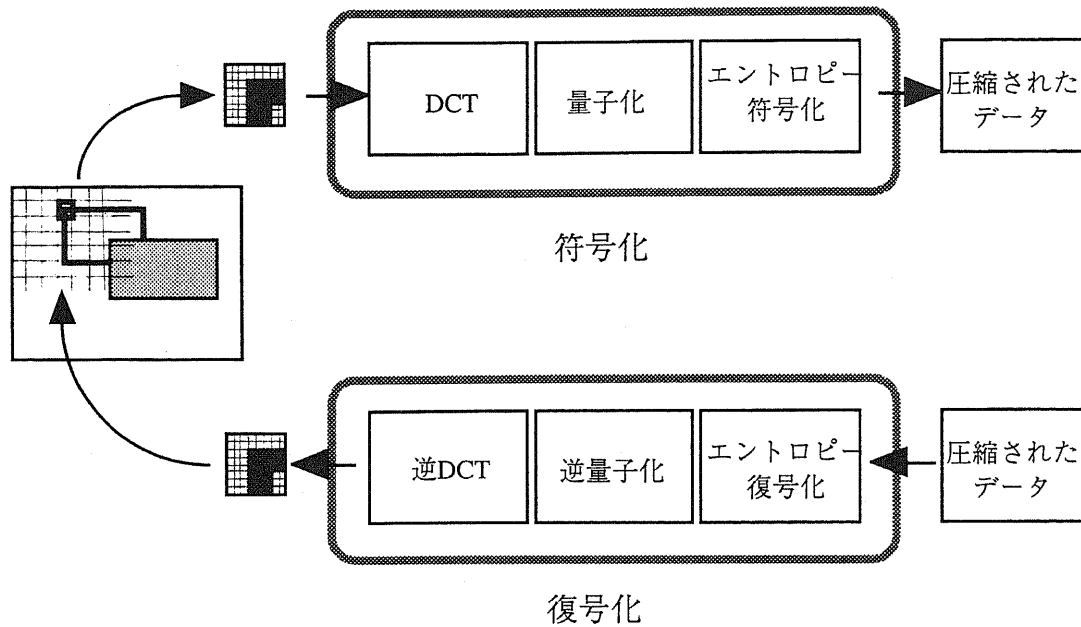 DCT
量子化
エントロピー
符号化
圧縮された
データ
符号化
逆DCT
逆量子化
エントロピー
復号化
圧縮された
データ
復号化